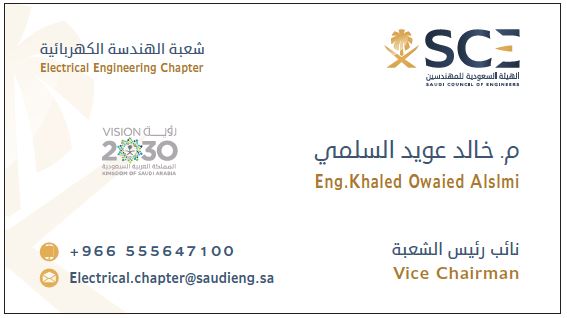 شعبة الهندسة الكهربائية
Electrical Engineering Chapter
SCE
الهيئة السعودية للمهندسين
SAUDI COUNCIL OF ENGINEERS
VISION رؤيــة
2030
المملكة العربية السعودية
KINGDOM OF SAUDI ARABIA
م. خالد عويد السلمي
Eng.Khaled Owaied Alslmi
نائب رئيس الشعبة
Vice Chairman
+966 555647100
Electrical.chapter@saudieng.sa